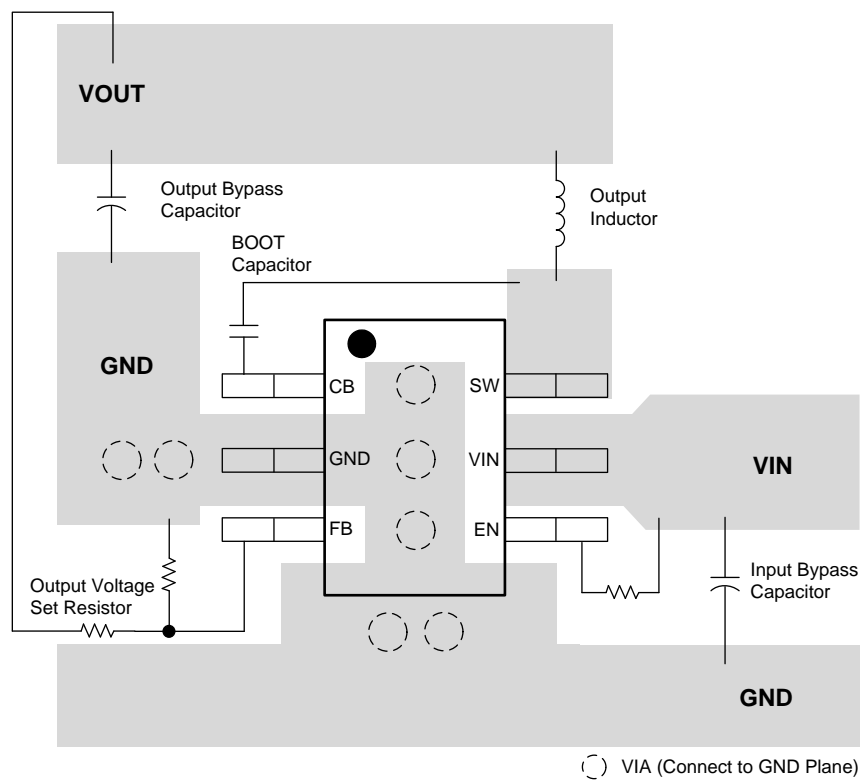 VOUT
Output Bypass
Capacitor
Output
Inductor
BOOT
Capacitor
GND
CB
SW
GND
VIN
VIN
FB
EN
Output Voltage
Set Resistor
Input Bypass
Capacitor
GND
VIA (Connect to GND Plane)